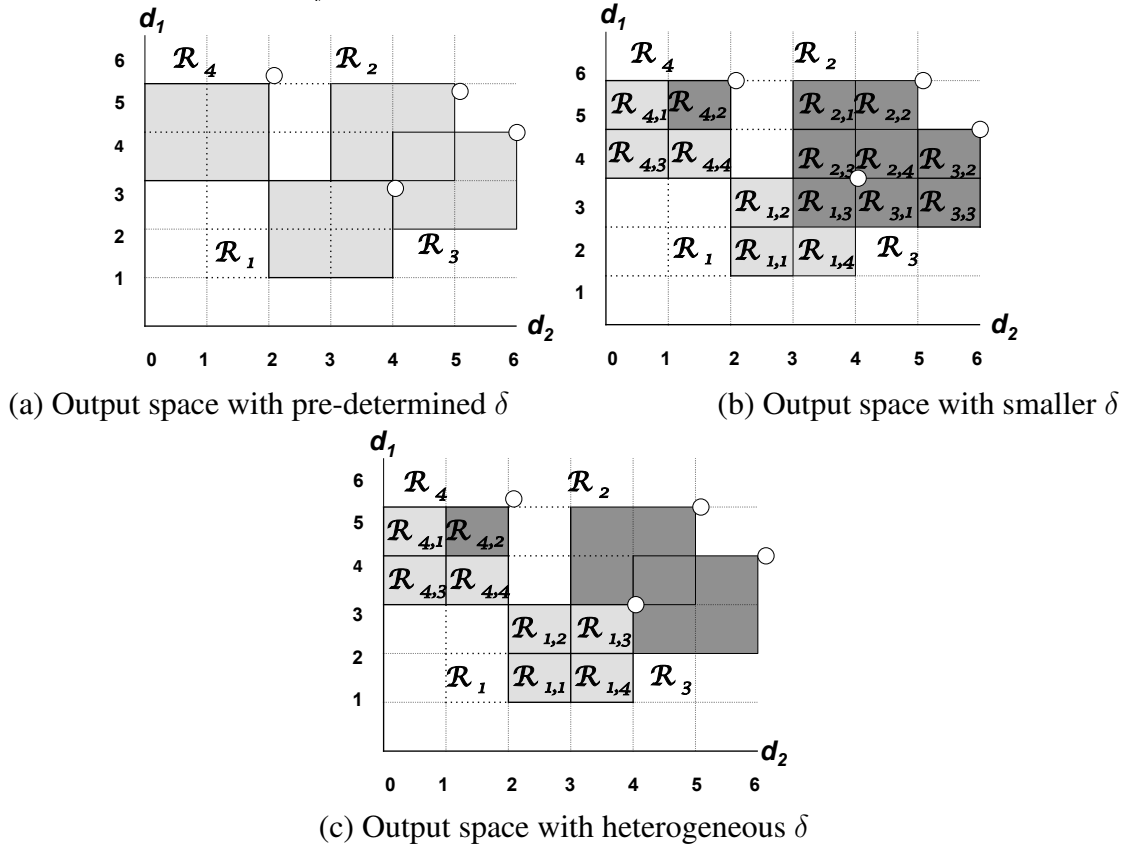 d1
6
5
4
3
2
1
R4
R2
R1
R3
d2
0 1 2 3 4 5 6
(a) Output space with pre-determined δ
d1
6
5
4
3
2
1
R4
R2
R4,1 R4,2 R2,1 R2,2
R4,3 R4,4 R2,3 R2,4 R3,2
R1,2 R1,3 R3,1 R3,3
R1 R1,1 R1,4 R3
d2
0 1 2 3 4 5 6
(b) Output space with smaller δ
d1
6
5
4
3
2
1
R4
R2
R4,1 R4,2
R4,3 R4,4
R1,2 R1,3
R1 R1,1 R1,4 R3
d2
0 1 2 3 4 5 6
(c) Output space with heterogeneous δ